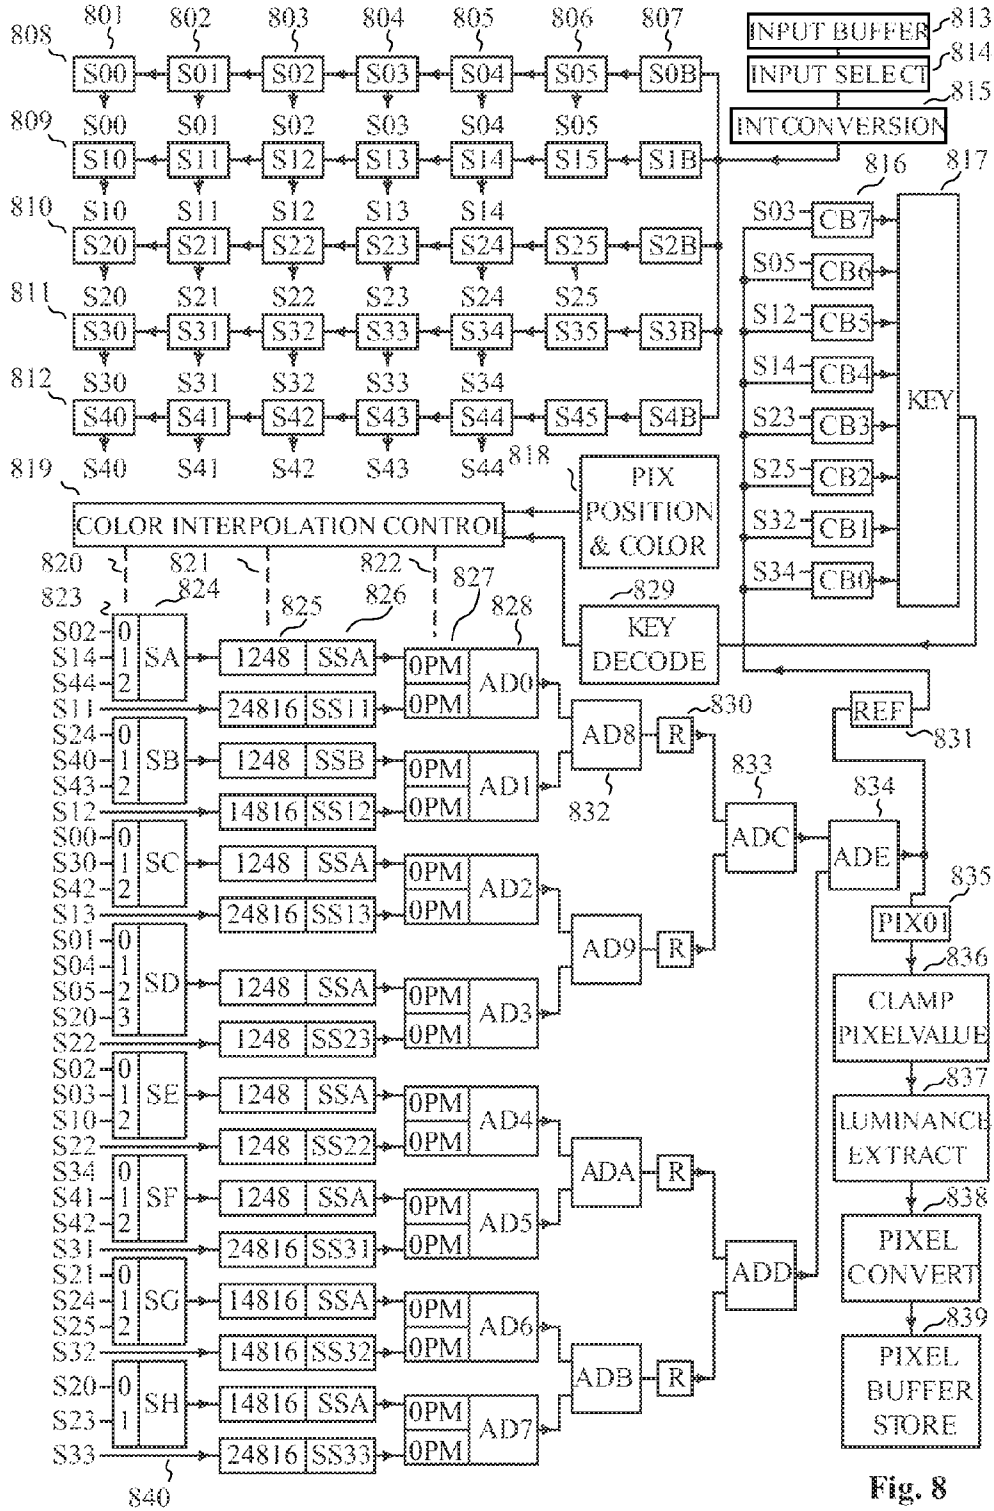 801 802 803 804 805 806 807
INPUT BUFFER 813
808
S00 S01 S02 S03 S04 S05 S0B
INPUT SELECT 814
S00 S01 S02 S03 S04 S05
INTCONVERSION 815
809
S10 S11 S12 S13 S14 S15 S1B
S10 S11 S12 S13 S14
810
S20 S21 S22 S23 S24 S25 S2B
S20 S21 S22 S23 S24 S25
811
S30 S31 S32 S33 S34 S35 S3B
S30 S31 S32 S33 S34
812
S40 S41 S42 S43 S44 S45 S4B
S40 S41 S42 S43 S44
816 817
S03 CB7
S05 CB6
S12 CB5
S14 CB4
S23 CB3
S25 CB2
S32 CB1
S34 CB0
KEY
818
PIX
POSITION
& COLOR
819
COLOR INTERPOLATION CONTROL
820 821 822
829
KEY
DECODE
823 824 825 826 827 828
S02 0
S14 1 SA 1248 SSA 0PM AD0
S44 2
S11 24816 SS11 0PM
S24 0
S40 1 SB 1248 SSB 0PM AD1
S43 2
S12 14816 SS12 0PM
S00 0
S30 1 SC 1248 SSA 0PM AD2
S42 2
S13 24816 SS13 0PM
S01 0
S04 1
S05 2 SD 1248 SSA 0PM AD3
S20 3
S22 1248 SS23 0PM
S02 0
S03 1 SE 1248 SSA 0PM AD4
S10 2
S22 1248 SS22 0PM
S34 0
S41 1 SF 1248 SSA 0PM AD5
S42 2
S31 24816 SS31 0PM
S21 0
S24 1 SG 14816 SSA 0PM AD6
S25 2
S32 14816 SS32 0PM
S20 0
S23 1 SH 14816 SSA 0PM AD7
S33 24816 SS33 0PM
840
AD8 R 830
832
AD9 R
ADA R
ADB R
833
ADC
ADD
834
ADE
REF
831
835
PIX01
836
CLAMP
PIXELVALUE
837
LUMINANCE
EXTRACT
838
PIXEL
CONVERT
839
PIXEL
BUFFER
STORE
Fig. 8